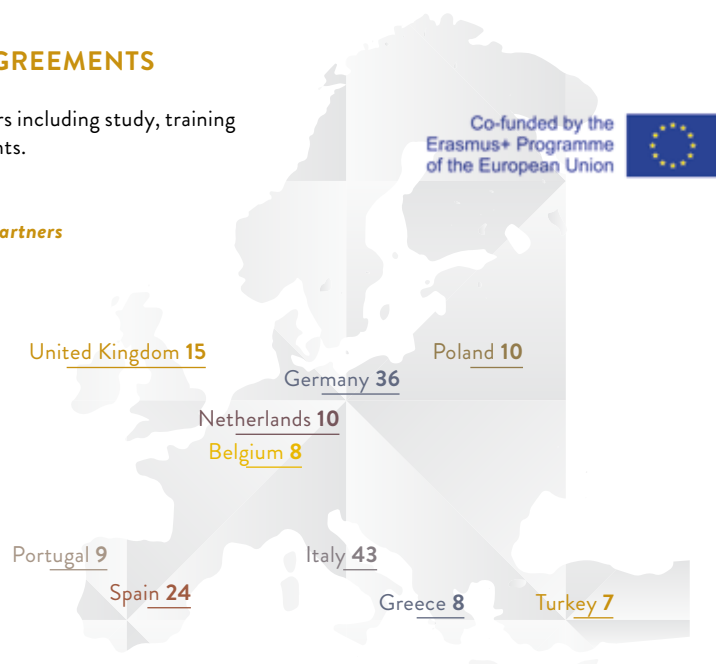 GREEMENTS
rs including study, training
nts.
artners
Co-funded by the
Erasmus+ Programme
of the European Union
United Kingdom 15
Poland 10
Germany 36
Netherlands 10
Belgium 8
Portugal 9
Italy 43
Spain 24
Greece 8
Turkey 7